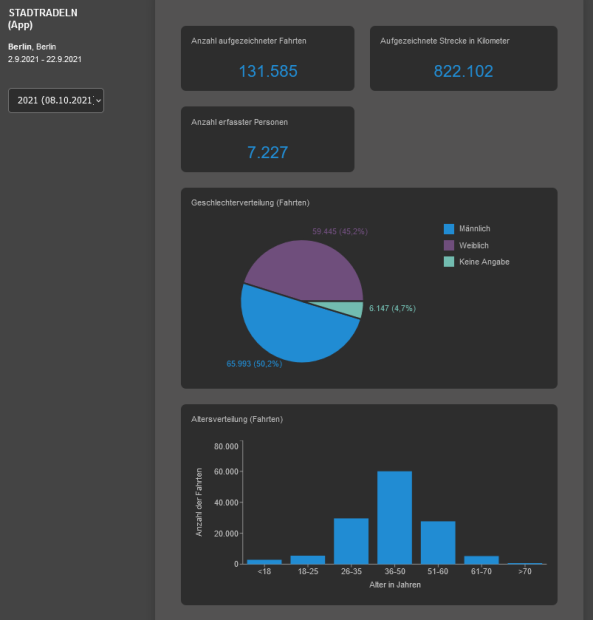 STADTRADELN
(App)
Berlin, Berlin
2.9.2021 - 22.9.2021
2021 (08.10.2021)
Anzahl aufgezeichneter Fahrten
131.585
Aufgezeichnete Strecke in Kilometer
822.102
Anzahl erfasster Personen
7.227
Geschlechterverteilung (Fahrten)
59.445 (45,2%)
6.147 (4,7%)
65.993 (50,2%)
Männlich
Weiblich
Keine Angabe
Altersverteilung (Fahrten)
Anzahl der Fahrten
80.000
60.000
40.000
20.000
0
<18 18-25 26-35 36-50 51-60 61-70 >70
Alter in Jahren